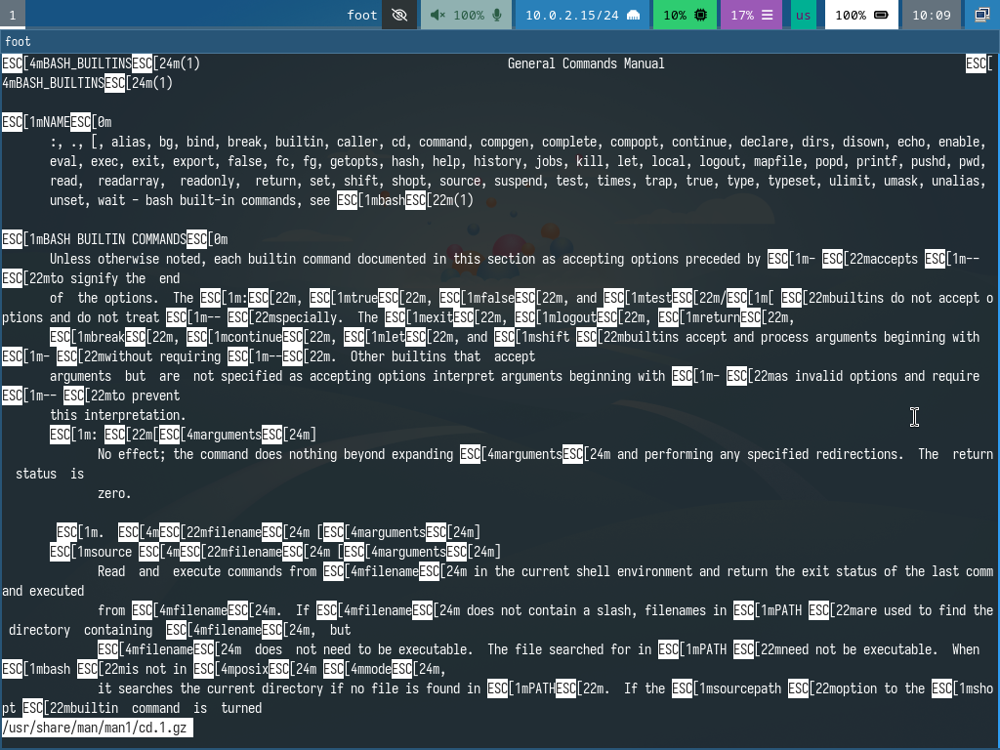 1 foot 100% 10.0.2.15/24 10% 17% us 100% 10:09
foot
ESC[4mBASH_BUILTINSESC[24m(1) General Commands Manual ESC[
4mBASH_BUILTINSESC[24m(1)
ESC[1mNAMEESC[0m
:, ., [, alias, bg, bind, break, builtin, caller, cd, command, compgen, complete, compopt, continue, declare, dirs, disown, echo, enable,
eval, exec, exit, export, false, fc, fg, getopts, hash, help, history, jobs, kill, let, local, logout, mapfile, popd, printf, pushd, pwd,
read, readarray, readonly, return, set, shift, shopt, source, suspend, test, times, trap, true, type, typeset, ulimit, umask, unalias,
unset, wait - bash built-in commands, see ESC[1mbashESC[22m(1)
ESC[1mBASH BUILTIN COMMANDSESC[0m
Unless otherwise noted, each builtin command documented in this section as accepting options preceded by ESC[1m- ESC[22maccepts ESC[1m--
ESC[22mto signify the end
of the options. The ESC[1m:ESC[22m, ESC[1mtrueESC[22m, ESC[1mfalseESC[22m, and ESC[1mtestESC[22m/ESC[1m[ ESC[22mbuiltins do not accept o
ptions and do not treat ESC[1m-- ESC[22mspecially. The ESC[1mexitESC[22m, ESC[1mlogoutESC[22m, ESC[1mreturnESC[22m,
ESC[1mbreakESC[22m, ESC[1mcontinueESC[22m, ESC[1mletESC[22m, and ESC[1mshift ESC[22mbuiltins accept and process arguments beginning with
ESC[1m- ESC[22mwithout requiring ESC[1m--ESC[22m. Other builtins that accept
arguments but are not specified as accepting options interpret arguments beginning with ESC[1m- ESC[22mas invalid options and require
ESC[1m-- ESC[22mto prevent
this interpretation.
ESC[1m: ESC[22m[ESC[4margumentsESC[24m]
No effect; the command does nothing beyond expanding ESC[4margumentsESC[24m and performing any specified redirections. The return
status is
zero.
ESC[1m. ESC[4mESC[22mfilenameESC[24m [ESC[4margumentsESC[24m]
ESC[1msource ESC[4mESC[22mfilenameESC[24m [ESC[4margumentsESC[24m]
Read and execute commands from ESC[4mfilenameESC[24m in the current shell environment and return the exit status of the last comm
and executed
from ESC[4mfilenameESC[24m. If ESC[4mfilenameESC[24m does not contain a slash, filenames in ESC[1mPATH ESC[22mare used to find the
directory containing ESC[4mfilenameESC[24m, but
ESC[4mfilenameESC[24m does not need to be executable. The file searched for in ESC[1mPATH ESC[22mneed not be executable. When
ESC[1mbash ESC[22mis not in ESC[4mposixESC[24m ESC[4mmodeESC[24m,
it searches the current directory if no file is found in ESC[1mPATHESC[22m. If the ESC[1msourcepath ESC[22moption to the ESC[1msho
pt ESC[22mbuiltin command is turned
/usr/share/man/man1/cd.1.gz